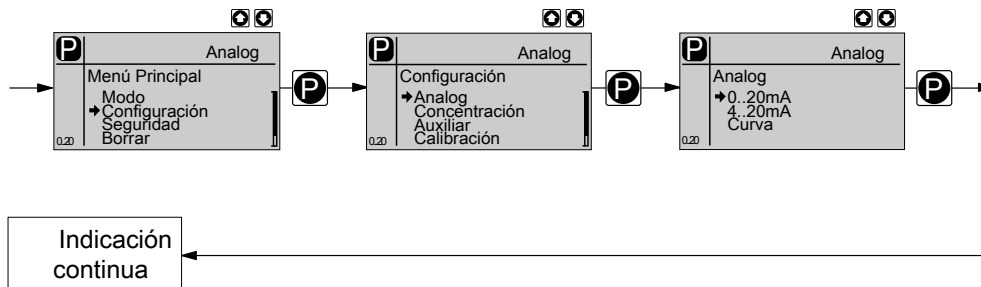 P Analog
Menú Principal
Modo
Configuración
Seguridad
Borrar
0..20
P
P Analog
Configuración
Analog
Concentración
Auxiliar
Calibración
0..20
P
P Analog
Analog
0..20mA
4..20mA
Curva
0..20
P
Indicación
continua